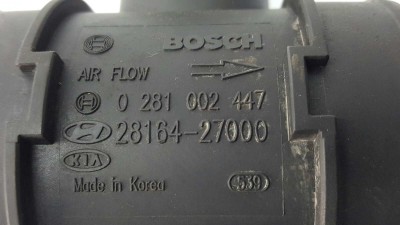 BOSCH
AIR FLOW
0 281 002 447
28164-27000
KIA
Made in Korea 539